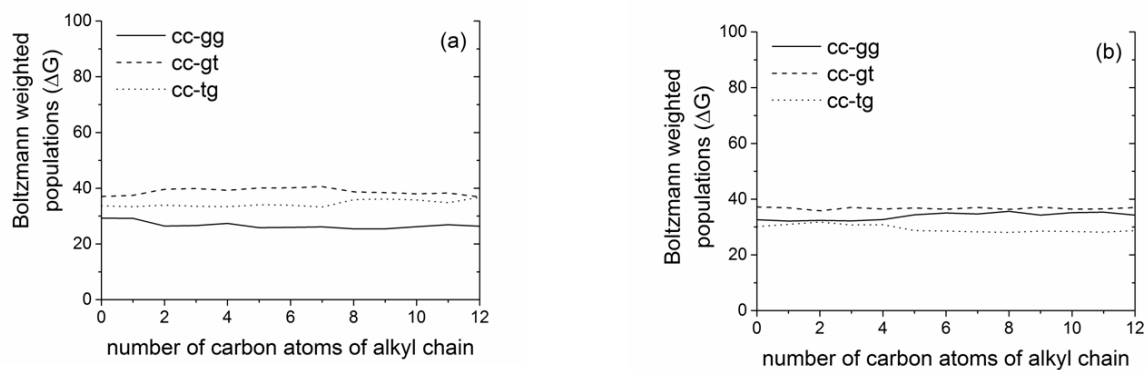 (a)
cc-gg
cc-gt
cc-tg
Boltzmann weighted
populations (ΔG)
100
80
60
40
20
0
0 2 4 6 8 10 12
number of carbon atoms of alkyl chain
(b)
cc-gg
cc-gt
cc-tg
Boltzmann weighted
populations (ΔG)
100
80
60
40
20
0
0 2 4 6 8 10 12
number of carbon atoms of alkyl chain